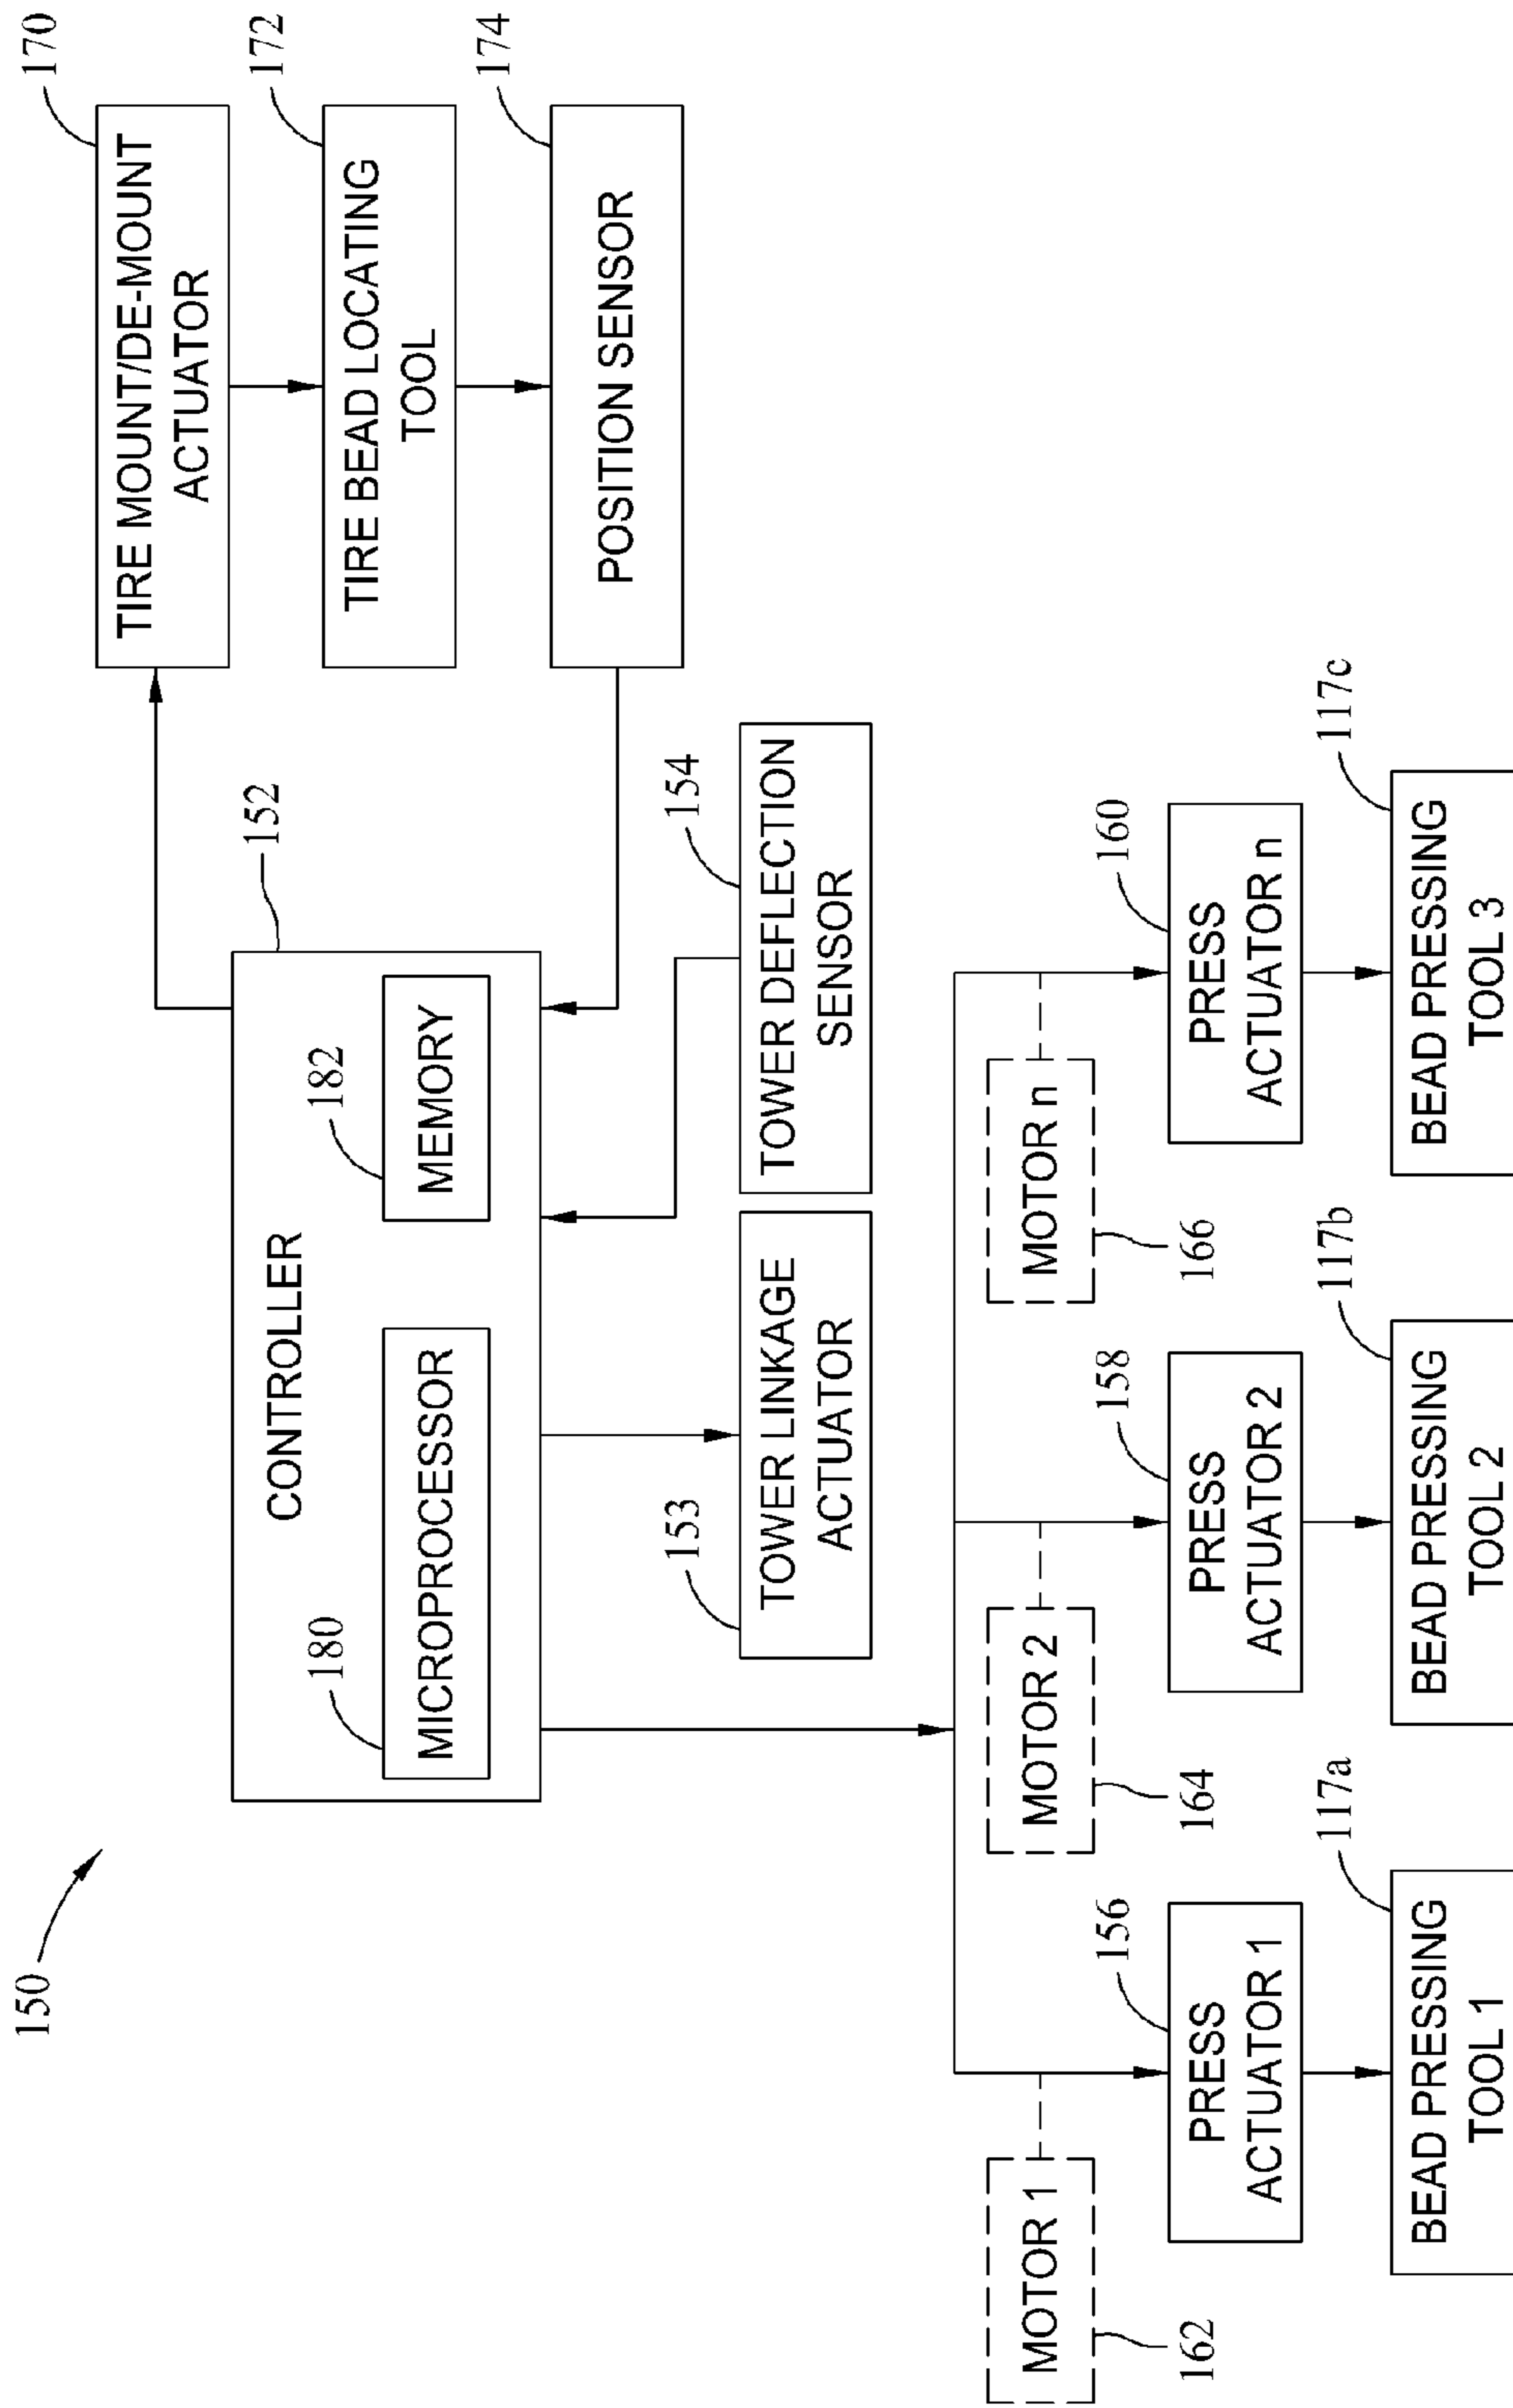 150
CONTROLLER
152
180
MICROPROCESSOR
182
MEMORY
170
TIRE MOUNT/DE-MOUNT
ACTUATOR
172
TIRE BEAD LOCATING
TOOL
174
POSITION SENSOR
153
TOWER LINKAGE
ACTUATOR
154
TOWER DEFLECTION
SENSOR
MOTOR 1
162
MOTOR 2
164
MOTOR n
166
156
PRESS
ACTUATOR 1
158
PRESS
ACTUATOR 2
160
PRESS
ACTUATOR n
117a
BEAD PRESSING
TOOL 1
117b
BEAD PRESSING
TOOL 2
117c
BEAD PRESSING
TOOL 3